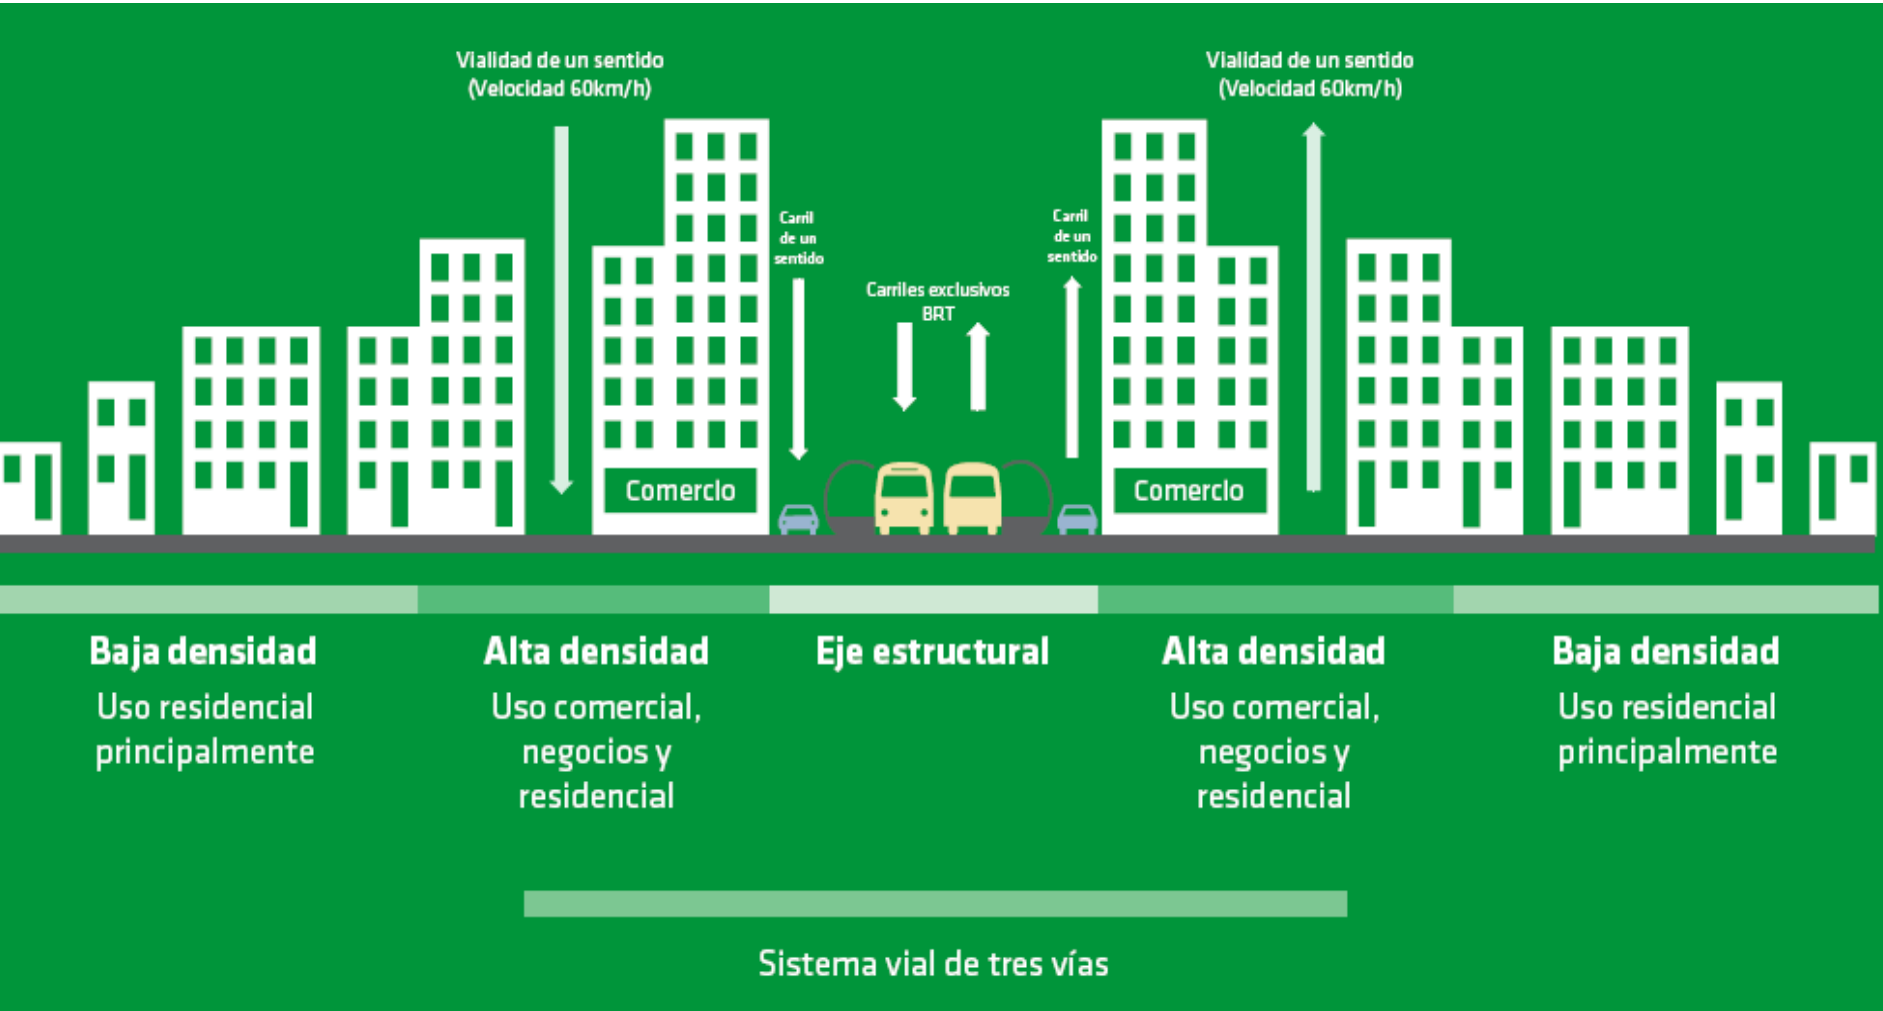 Vialidad de un sentido
(Velocidad 60km/h)
Vialidad de un sentido
(Velocidad 60km/h)
Carril
de un
sentido
Carril
de un
sentido
Carriles exclusivos
BRT
Comercio
Comercio
Baja densidad
Uso residencial
principalmente
Alta densidad
Uso comercial,
negocios y
residencial
Eje estructural
Alta densidad
Uso comercial,
negocios y
residencial
Baja densidad
Uso residencial
principalmente
Sistema vial de tres vías